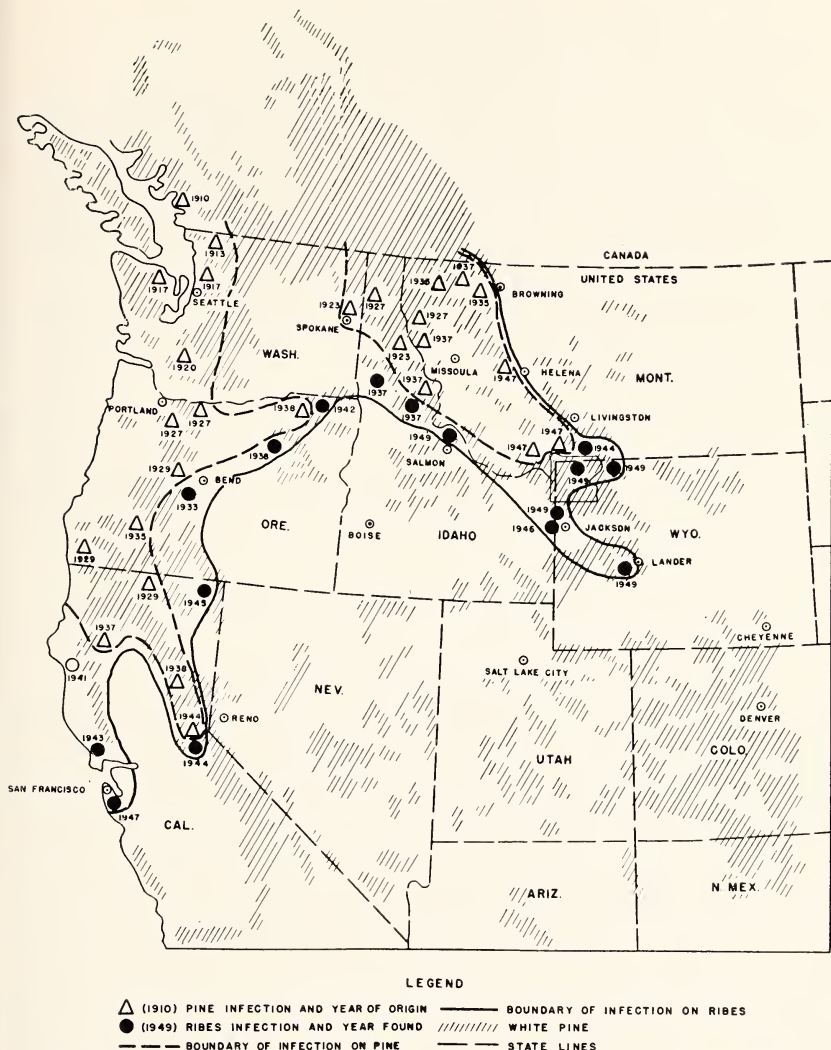 1910
1913
CANADA
UNITED STATES
1917
1917
SEATTLE
1936
1937
1935
BROWNING
1923
1927
SPOKANE
1927
1937
WASH.
1923
1920
MISSOULA
1947
HELENA
MONT.
1937
1937
PORTLAND
1927
1927
1938
1942
1937
LIVINGSTON
1938
1949
SALMON
1947
1947
1944
1949
1949
1929
BEND
1933
ORE.
BOISE
IDAHO
1949
1946
JACKSON
WYO.
1935
1929
LANDER
1949
1929
1945
1937
1941
CHEYENNE
1938
NEV.
SALT LAKE CITY
DENVER
1944
RENO
1944
1943
UTAH
COLO.
SAN FRANCISCO
1947
CAL.
ARIZ.
N. MEX.
LEGEND
(1910) PINE INFECTION AND YEAR OF ORIGIN BOUNDARY OF INFECTION ON RIBES
(1949) RIBES INFECTION AND YEAR FOUND WHITE PINE
BOUNDARY OF INFECTION ON PINE STATE LINES